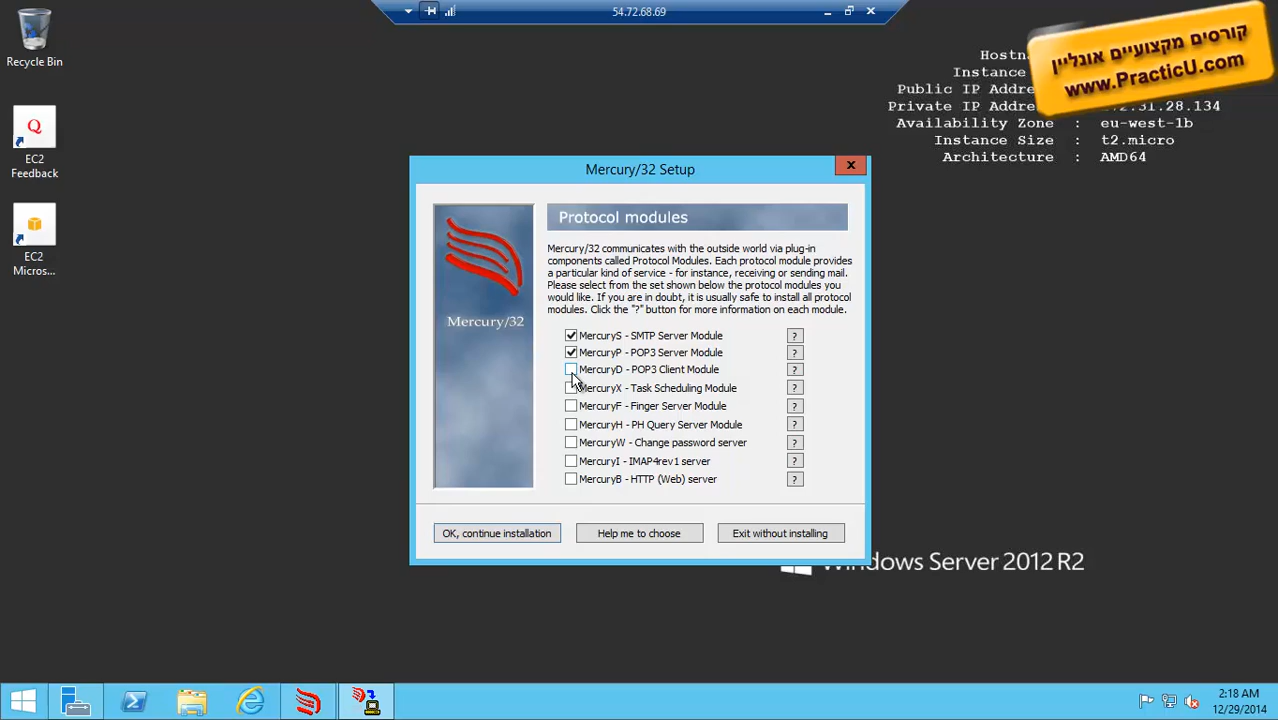 54.72.68.69
Recycle Bin
EC2
Feedback
EC2
Micros...
קורסים מקצועיים אונליין
www.PracticU.com
Hostn
Instance
Public IP Addre
Private IP Addre 2.31.28.134
Availability Zone : eu-west-1b
Instance Size : t2.micro
Architecture : AMD64
Mercury/32 Setup
Mercury/32
Protocol modules
Mercury/32 communicates with the outside world via plug-in
components called Protocol Modules. Each protocol module provides
a particular kind of service - for instance, receiving or sending mail.
Please select from the set shown below the protocol modules you
would like. If you are in doubt, it is usually safe to install all protocol
modules. Click the "?" button for more information on each module.
MercuryS - SMTP Server Module ?
MercuryP - POP3 Server Module ?
MercuryD - POP3 Client Module ?
MercuryX - Task Scheduling Module ?
MercuryF - Finger Server Module ?
MercuryH - PH Query Server Module ?
MercuryW - Change password server ?
MercuryI - IMAP4rev1 server ?
MercuryB - HTTP (Web) server ?
OK, continue installation
Help me to choose
Exit without installing
Windows Server 2012 R2
2:18 AM
12/29/2014